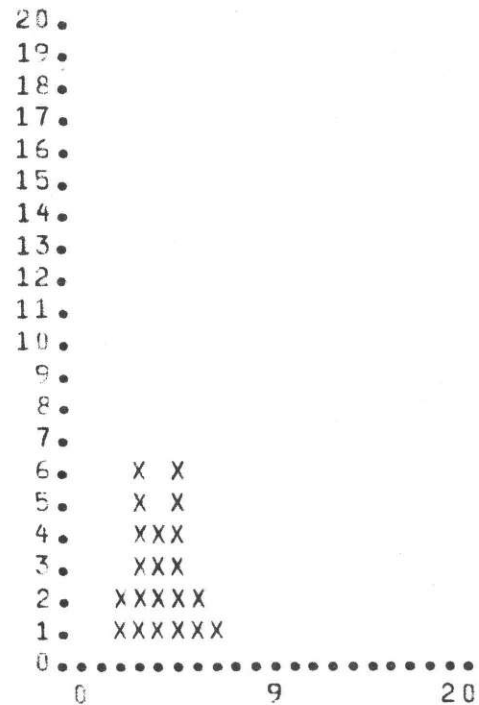 20.
19.
18.
17.
16.
15.
14.
13.
12.
11.
10.
9.
8.
7.
6.   X X
5.   X X
4.   XXX
3.   XXX
2.  XXXXX
1.  XXXXXX
0......................
0 9 20